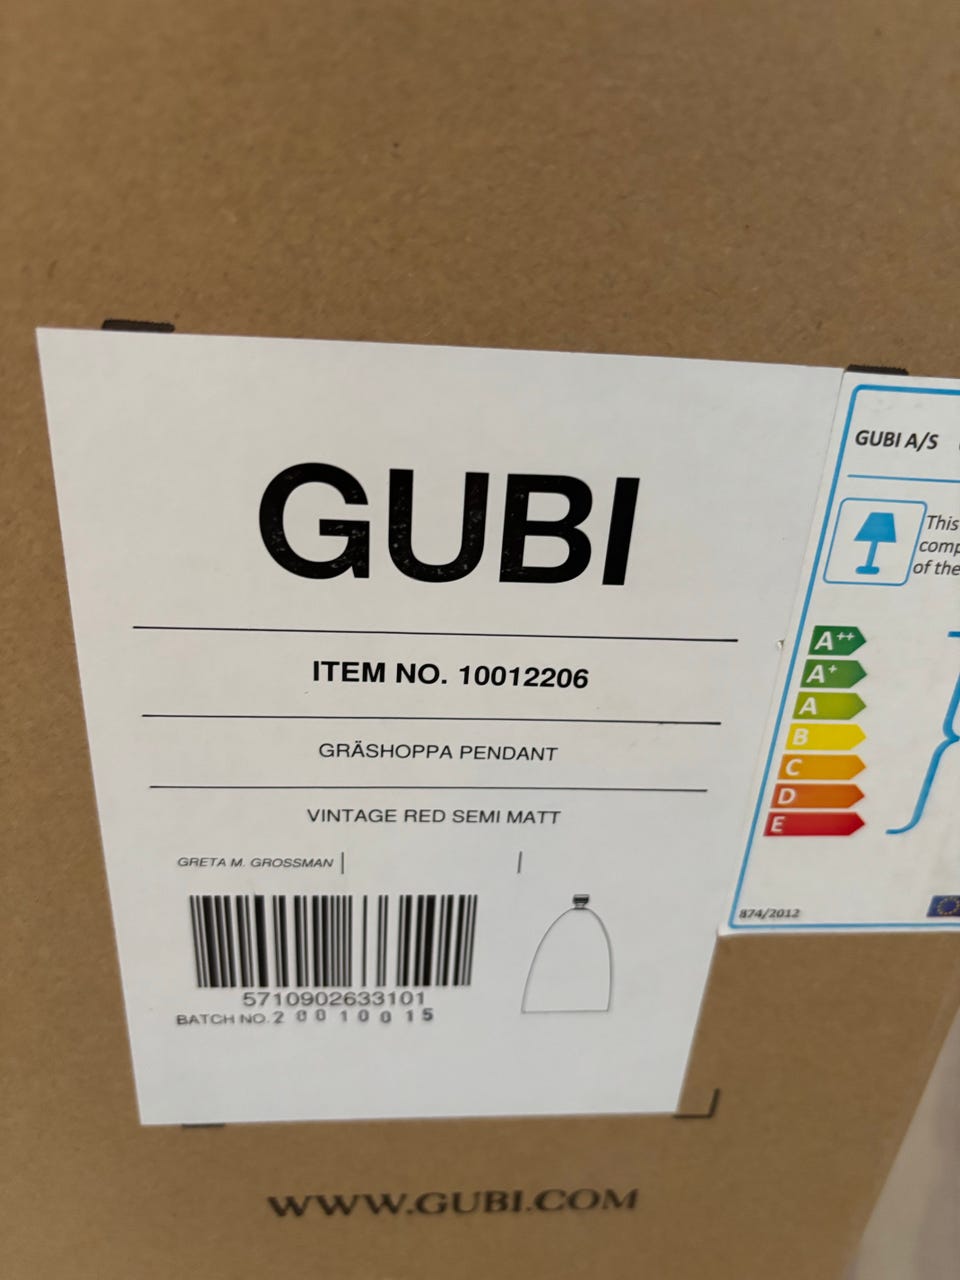 GUBI
ITEM NO. 10012206
GRÄSHOPPA PENDANT
VINTAGE RED SEMI MATT
GRETA M. GROSSMAN
5710902633101
BATCH NO. 20010015
GUBI A/S
This
comp
of the
A++
A+
A
B
C
D
E
874/2012
WWW.GUBI.COM